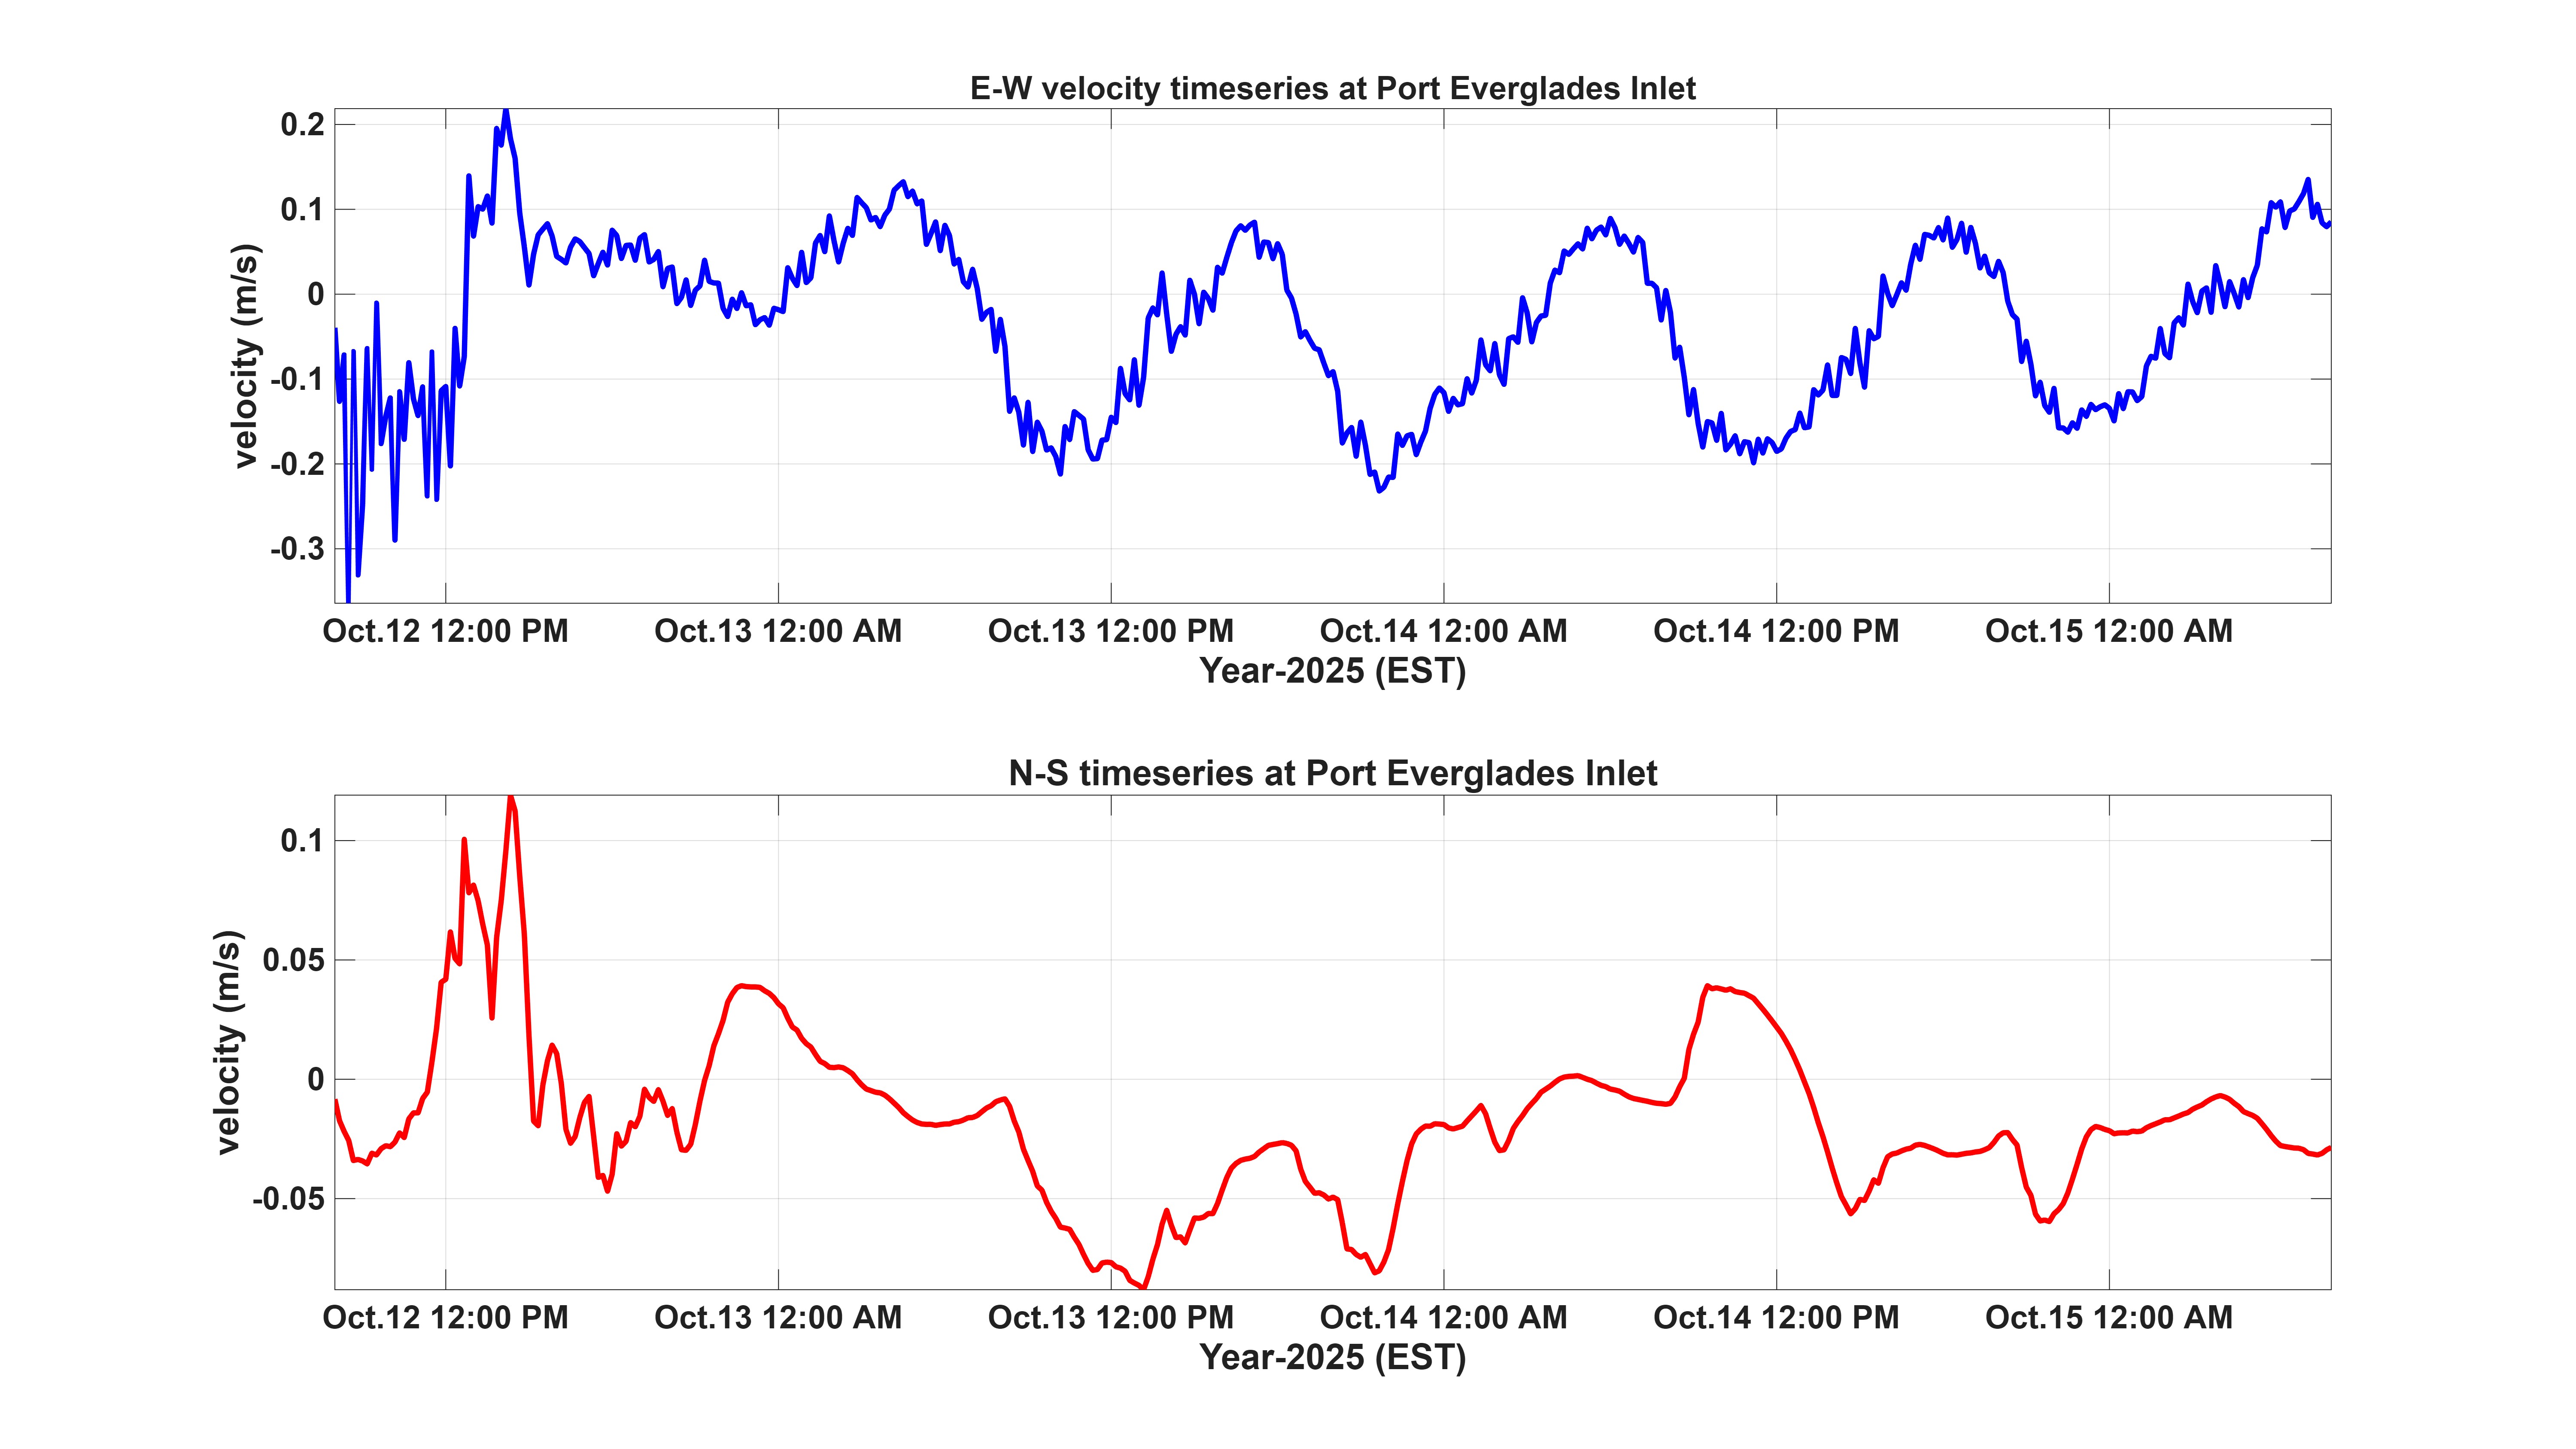 E-W velocity timeseries at Port Everglades Inlet
0.2
0.1
0
-0.1
-0.2
-0.3
velocity (m/s)
Oct.12 12:00 PM Oct.13 12:00 AM Oct.13 12:00 PM Oct.14 12:00 AM Oct.14 12:00 PM Oct.15 12:00 AM
Year-2025 (EST)
N-S timeseries at Port Everglades Inlet
0.1
0.05
0
-0.05
velocity (m/s)
Oct.12 12:00 PM Oct.13 12:00 AM Oct.13 12:00 PM Oct.14 12:00 AM Oct.14 12:00 PM Oct.15 12:00 AM
Year-2025 (EST)